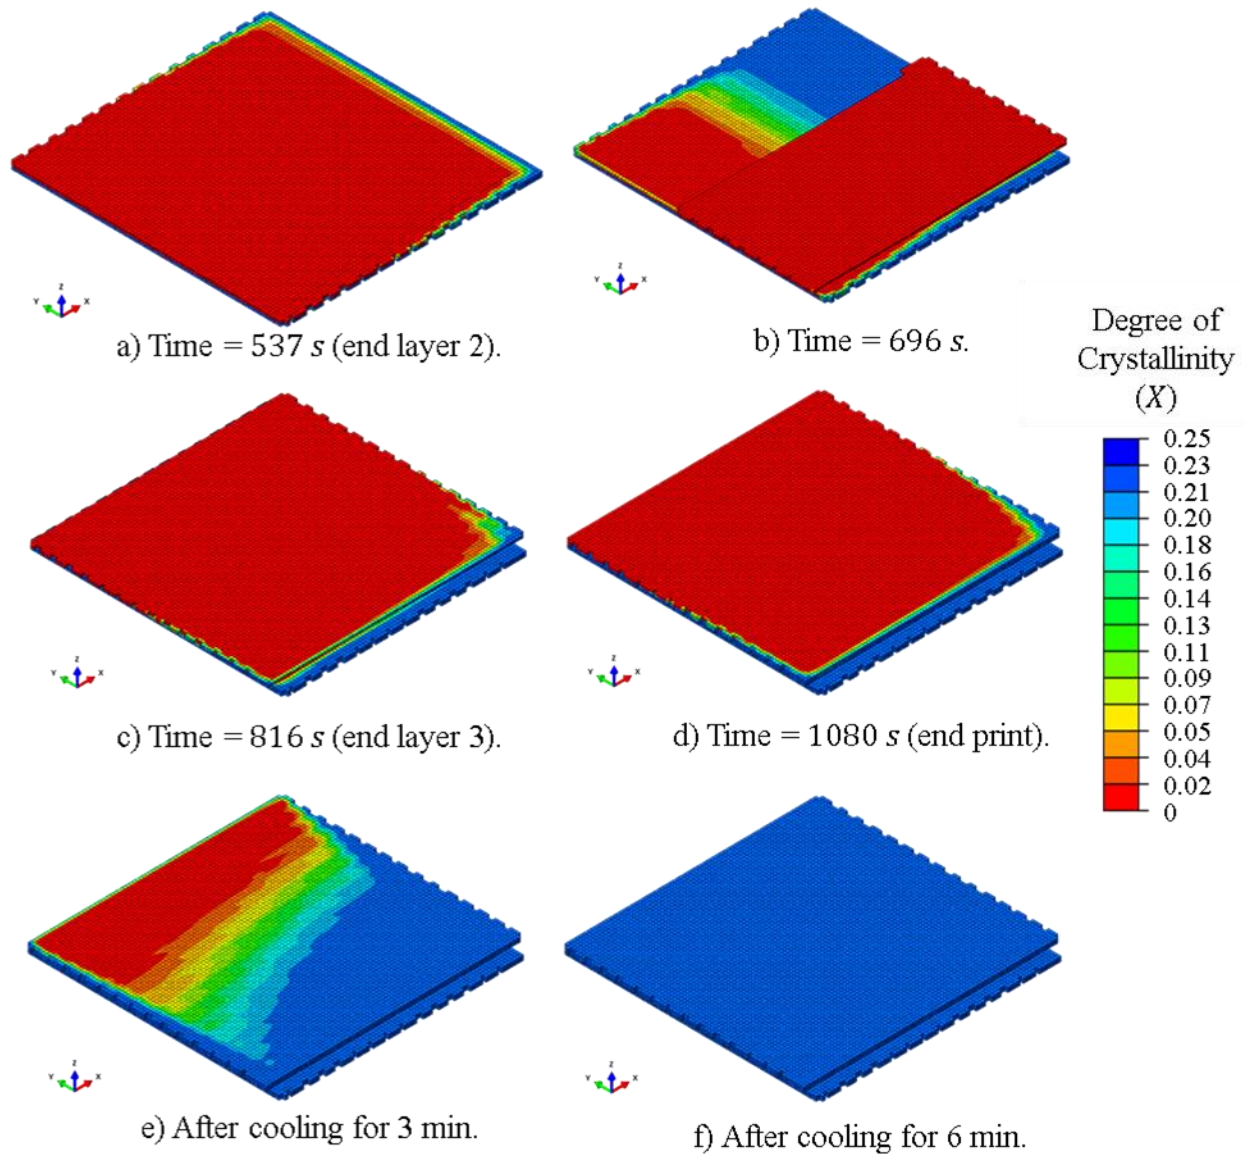 Z
Y
X
a) Time = 537 s (end layer 2).
Z
Y
X
b) Time = 696 s.
Degree of
Crystallinity
(X)
0.25
0.23
0.21
0.20
0.18
0.16
0.14
0.13
0.11
0.09
0.07
0.05
0.04
0.02
0
Z
Y
X
c) Time = 816 s (end layer 3).
Z
Y
X
d) Time = 1080 s (end print).
Z
Y
X
e) After cooling for 3 min.
Z
Y
X
f) After cooling for 6 min.